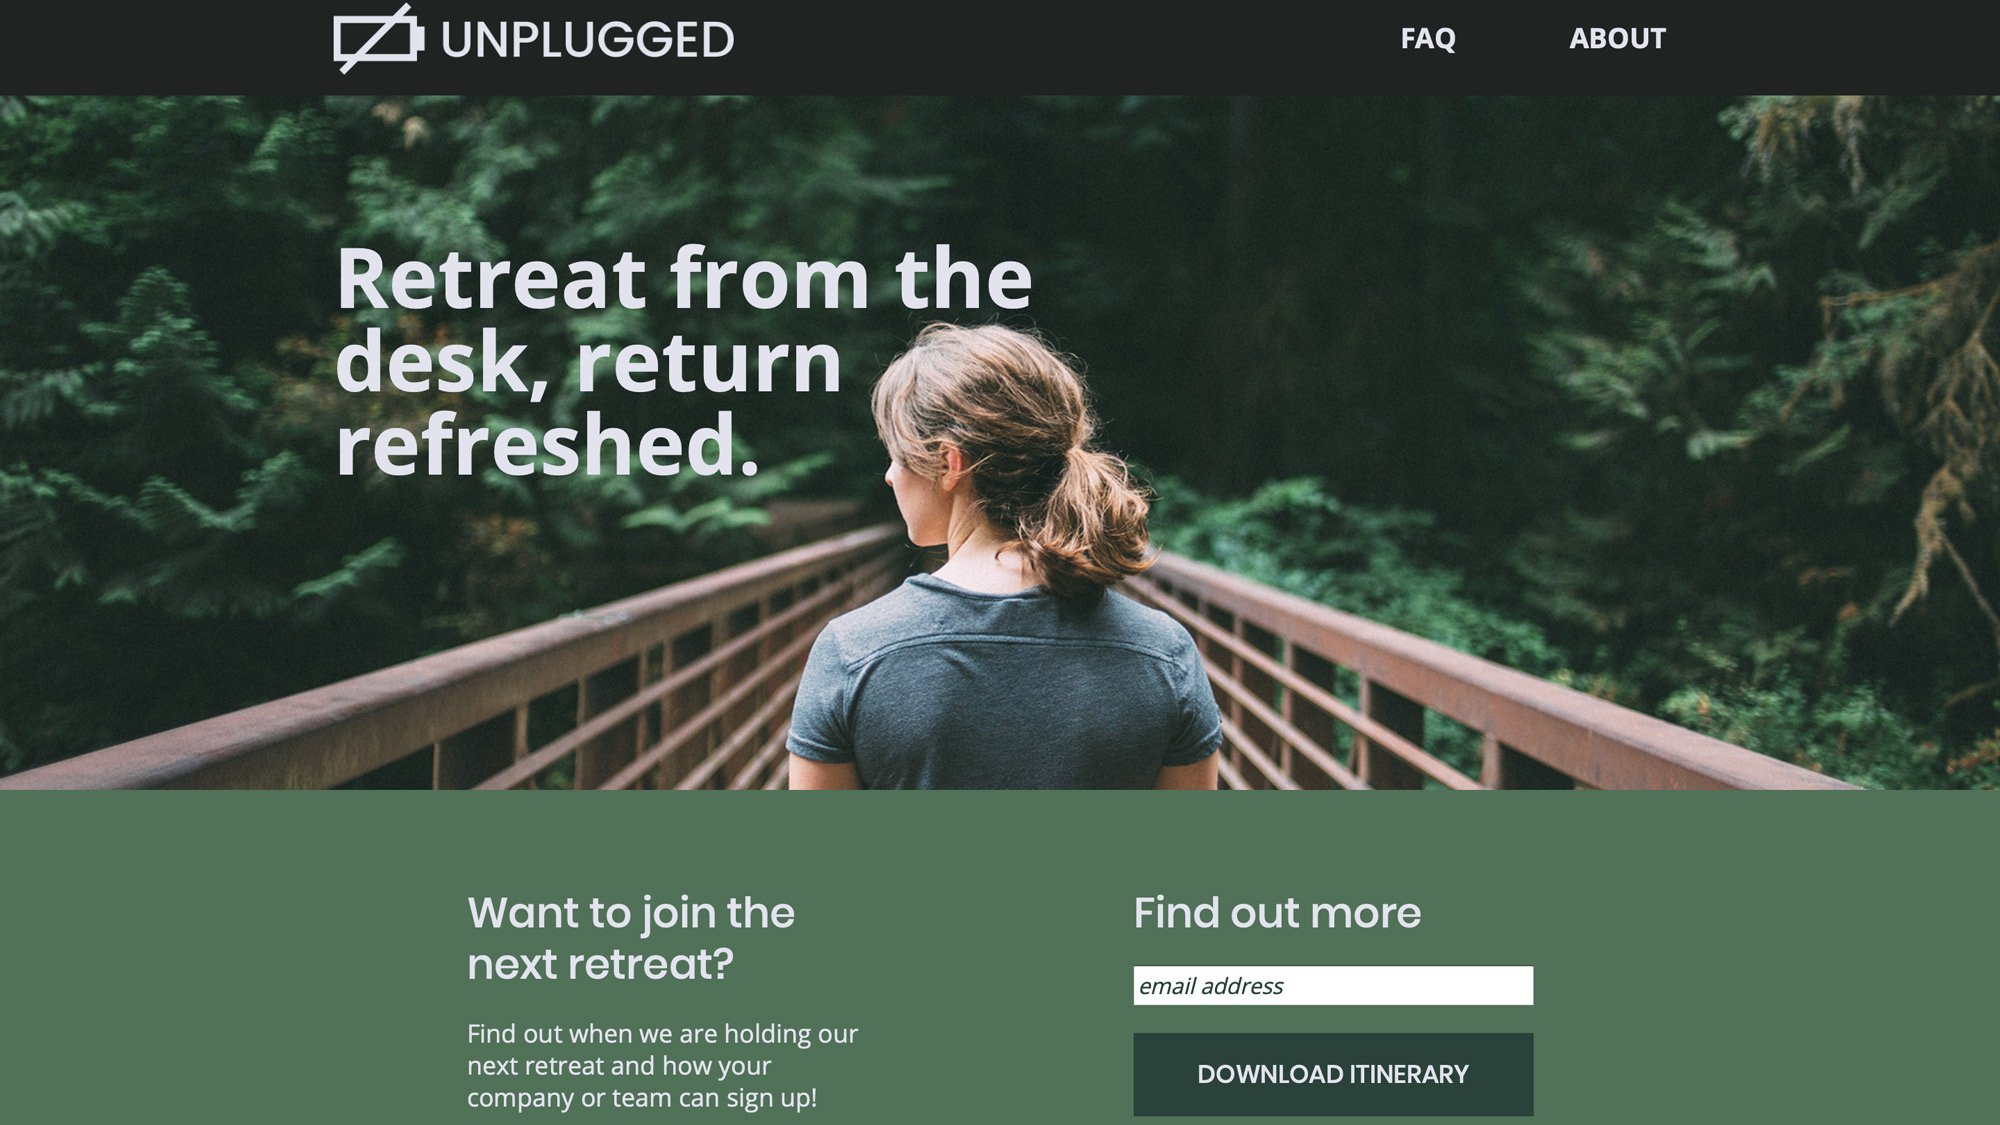 UNPLUGGED
FAQ
ABOUT
Retreat from the
desk, return
refreshed.
Want to join the
next retreat?
Find out when we are holding our
next retreat and how your
company or team can sign up!
Find out more
email address
DOWNLOAD ITINERARY